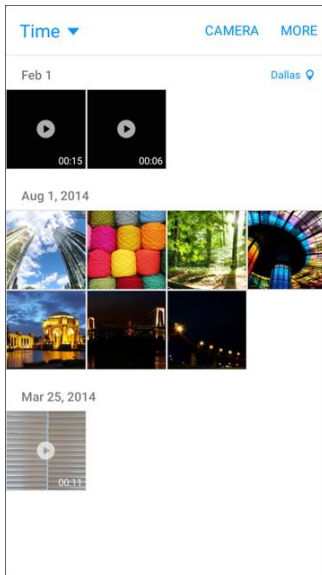 Time CAMERA MORE
Feb 1 Dallas
00:15 00:06
Aug 1, 2014
Mar 25, 2014
00:11